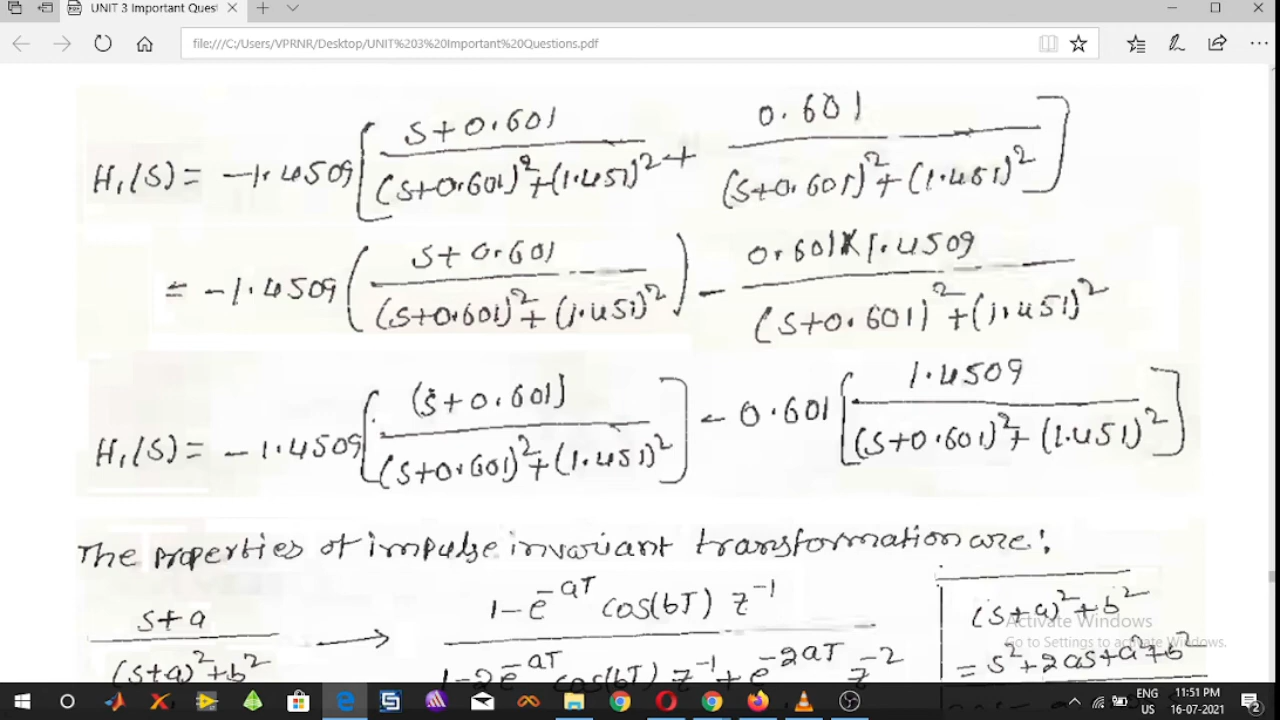 UNIT 3 Important Quest
file:///C:/Users/VPRNR/Desktop/UNIT%203%20Important%20Questions.pdf
H₁(S) = -1.4509 [ (S+0.601) / ((S+0.601)² + (1.451)²) + 0.601 / ((S+0.601)² + (1.451)²) ]
= -1.4509 ( (S+0.601) / ((S+0.601)² + (1.451)²) ) - 0.601 X 1.4509 / ((S+0.601)² + (1.451)²)
H₁(S) = -1.4509 [ (S+0.601) / ((S+0.601)² + (1.451)²) ] - 0.601 [ 1.4509 / ((S+0.601)² + (1.451)²) ]
The properties of impulse invariant transformation are:
(S+a) / ((S+a)² + b²) → (1 - e^-aT cos(bT) z^-1) / (1 - 2e^-aT cos(bT) z^-1 + e^-2aT z^-2)
(S+a)² + b²
= S² + 2as + a² + b²
Activate Windows
Go to Settings to activate Windows.
ENG
US
11:51 PM
16-07-2021
2